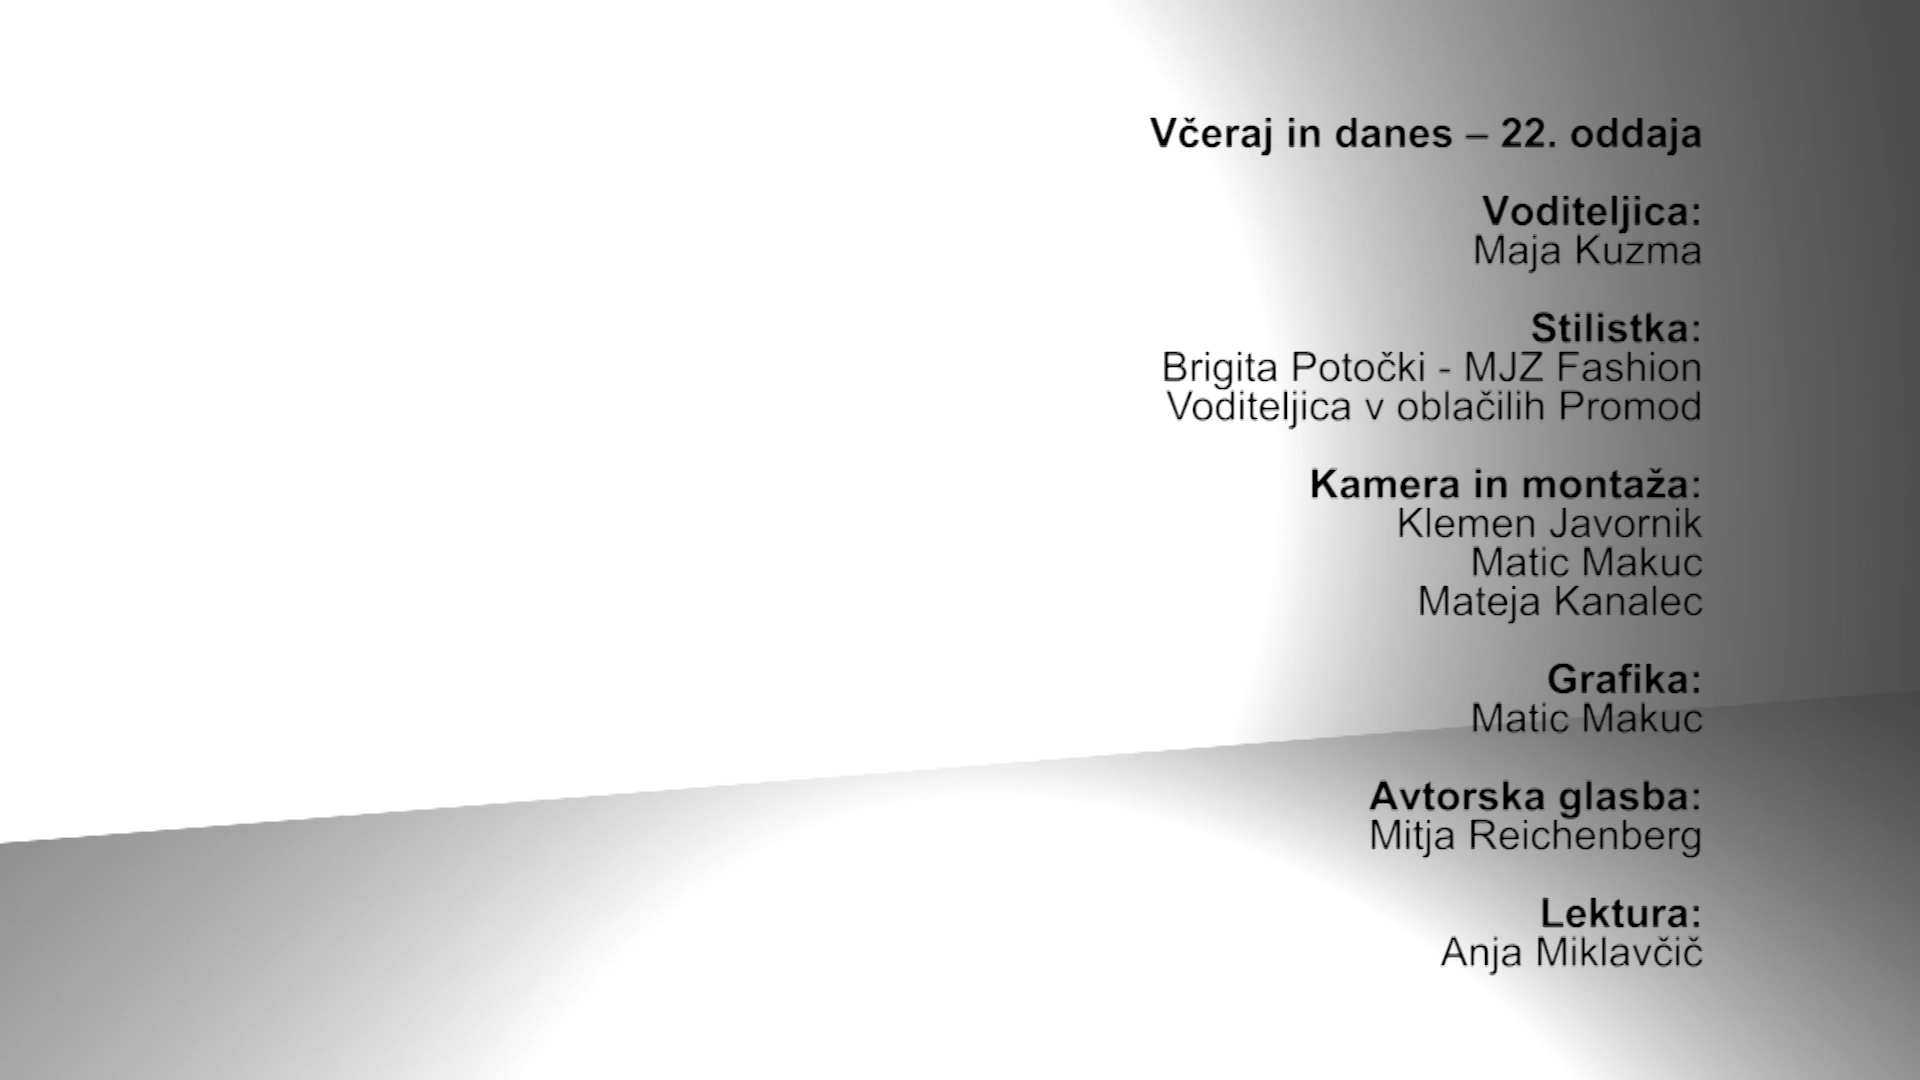 Včeraj in danes – 22. oddaja
Voditeljica:
Maja Kuzma
Stilistka:
Brigita Potočki - MJZ Fashion
Voditeljica v oblačilih Promod
Kamera in montaža:
Klemen Javornik
Matic Makuc
Mateja Kanalec
Grafika:
Matic Makuc
Avtorska glasba:
Mitja Reichenberg
Lektura:
Anja Miklavčič